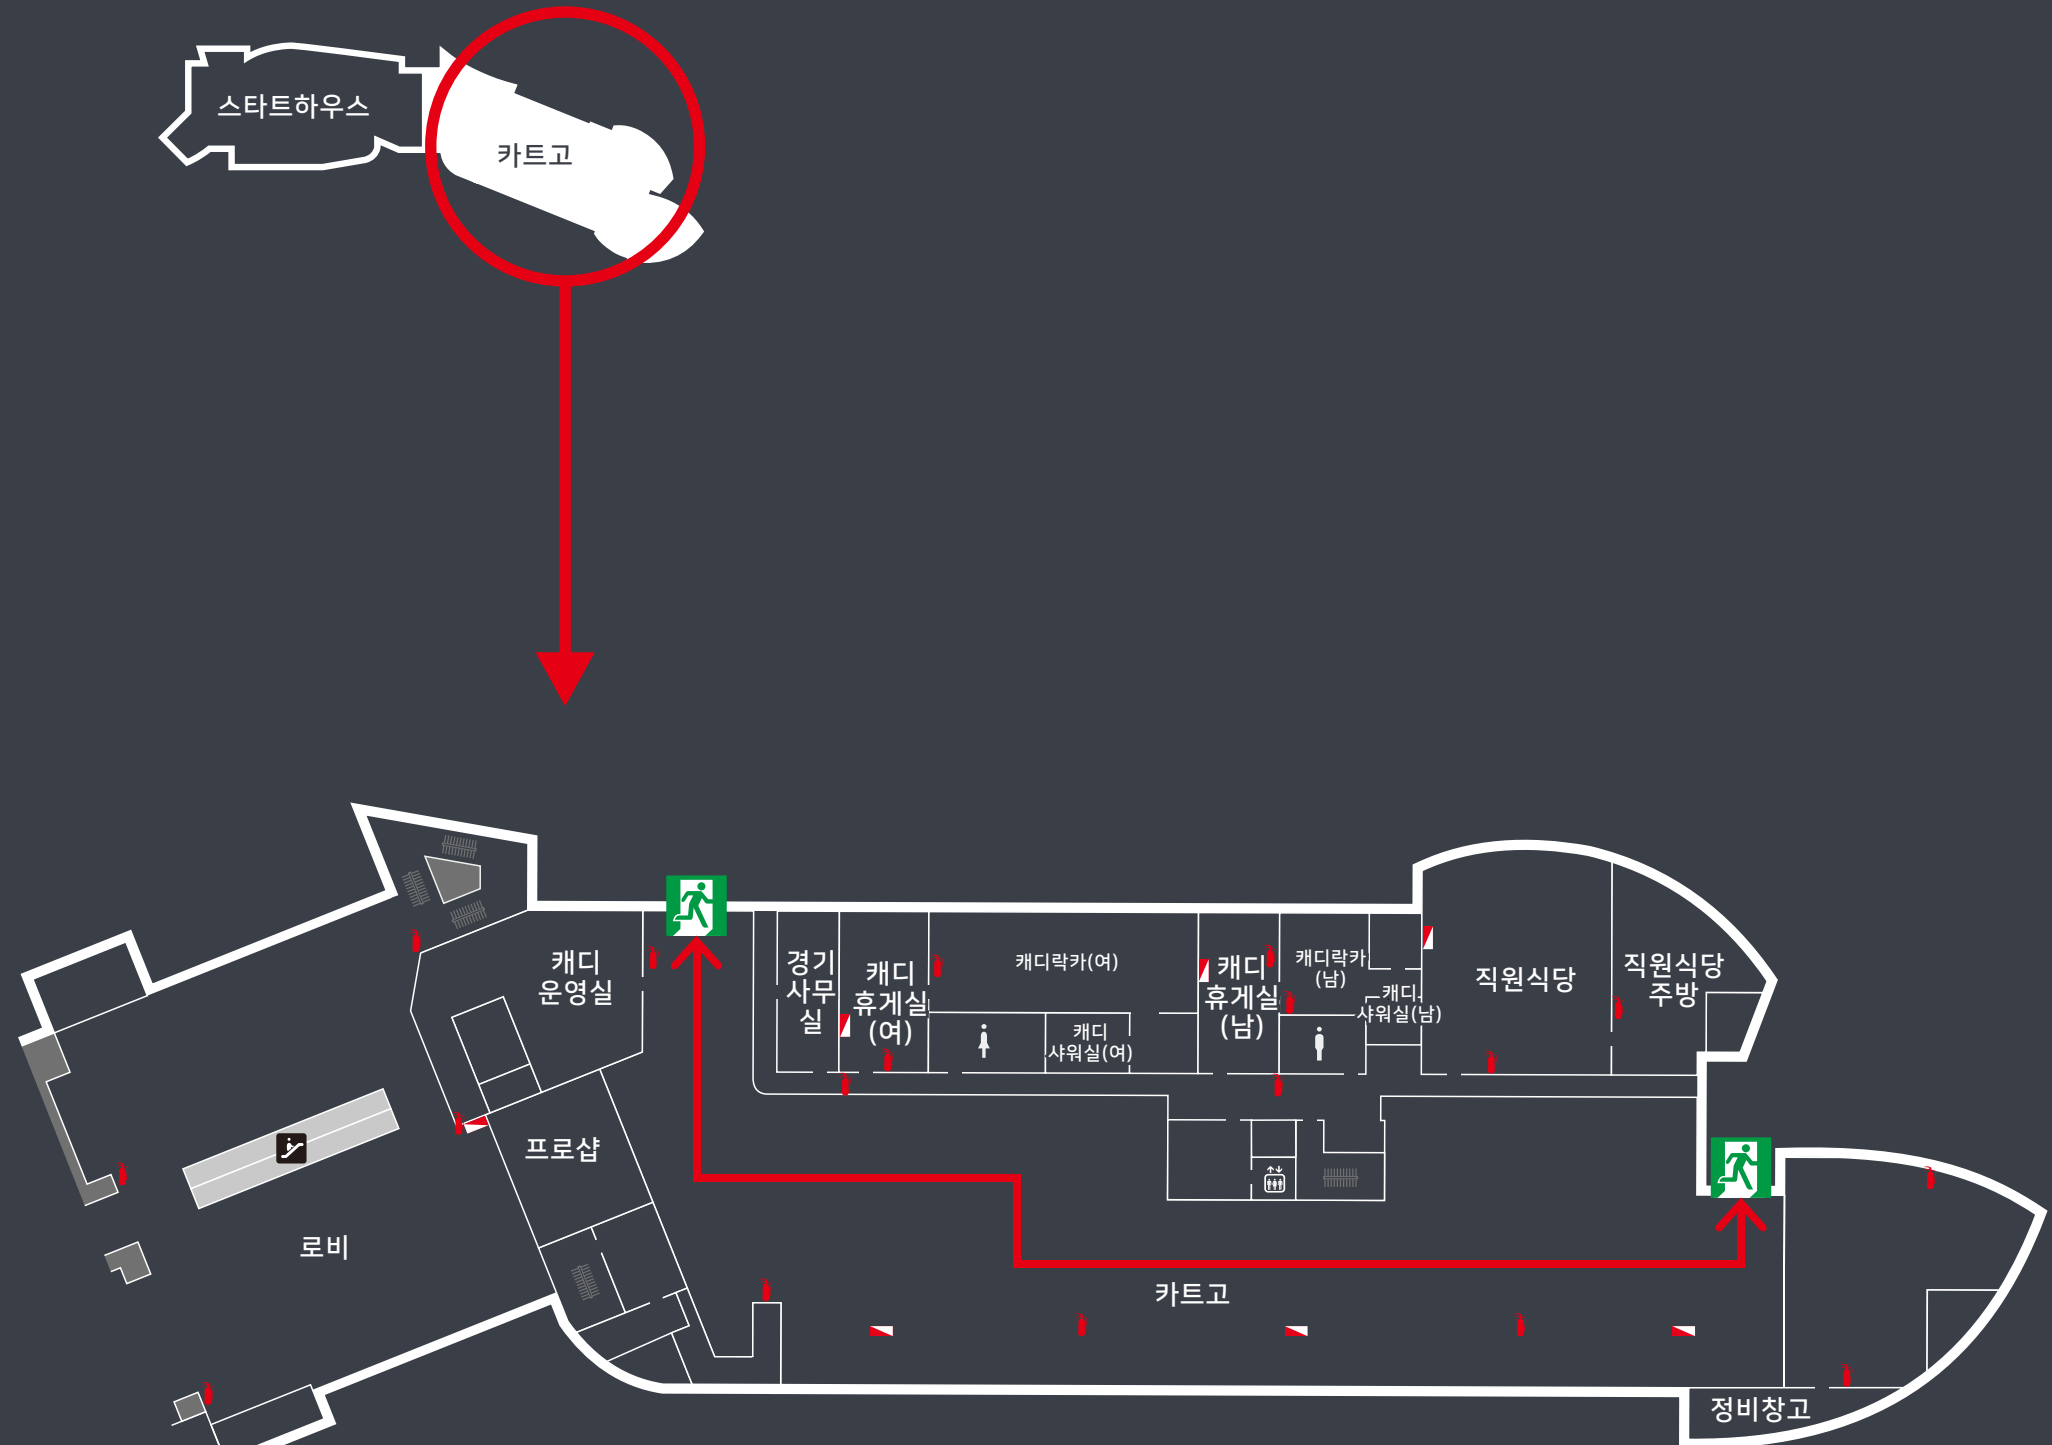 스타트하우스
카트고
캐디
운영실
경기
사무
실
캐디
휴게실
(여)
캐디락카(여)
캐디
샤워실(여)
캐디
휴게실
(남)
캐디락카
(남)
캐디
샤워실(남)
직원식당
직원식당
주방
프로샵
로비
카트고
정비창고